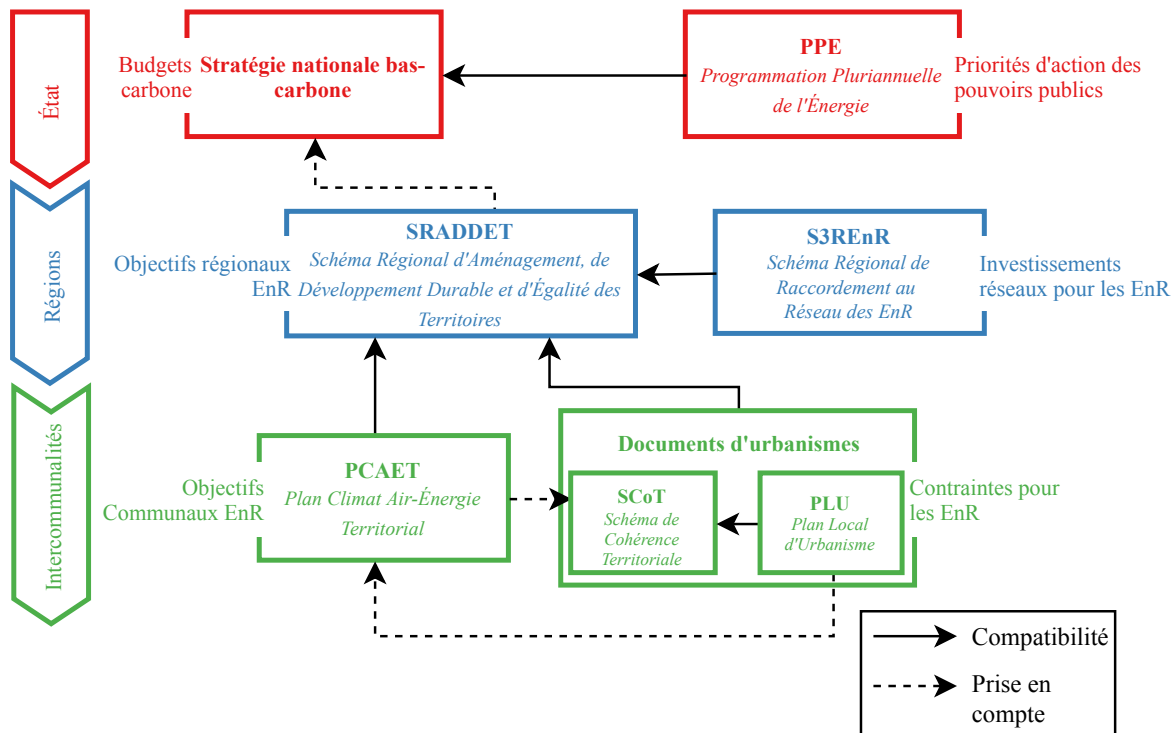 État
Budgets
carbone
Stratégie nationale bas-
carbone
PPE
Programmation Pluriannuelle
de l'Énergie
Priorités d'action des
pouvoirs publics
Régions
Objectifs régionaux
EnR
SRADDET
Schéma Régional d'Aménagement, de
Développement Durable et d'Égalité des
Territoires
S3REnR
Schéma Régional de
Raccordement au
Réseau des EnR
Investissements
réseaux pour les EnR
Intercommunalités
Objectifs
Communaux EnR
PCAET
Plan Climat Air-Énergie
Territorial
Documents d'urbanismes
SCoT
Schéma de
Cohérence
Territoriale
PLU
Plan Local
d'Urbanisme
Contraintes pour
les EnR
Compatibilité
Prise en
compte